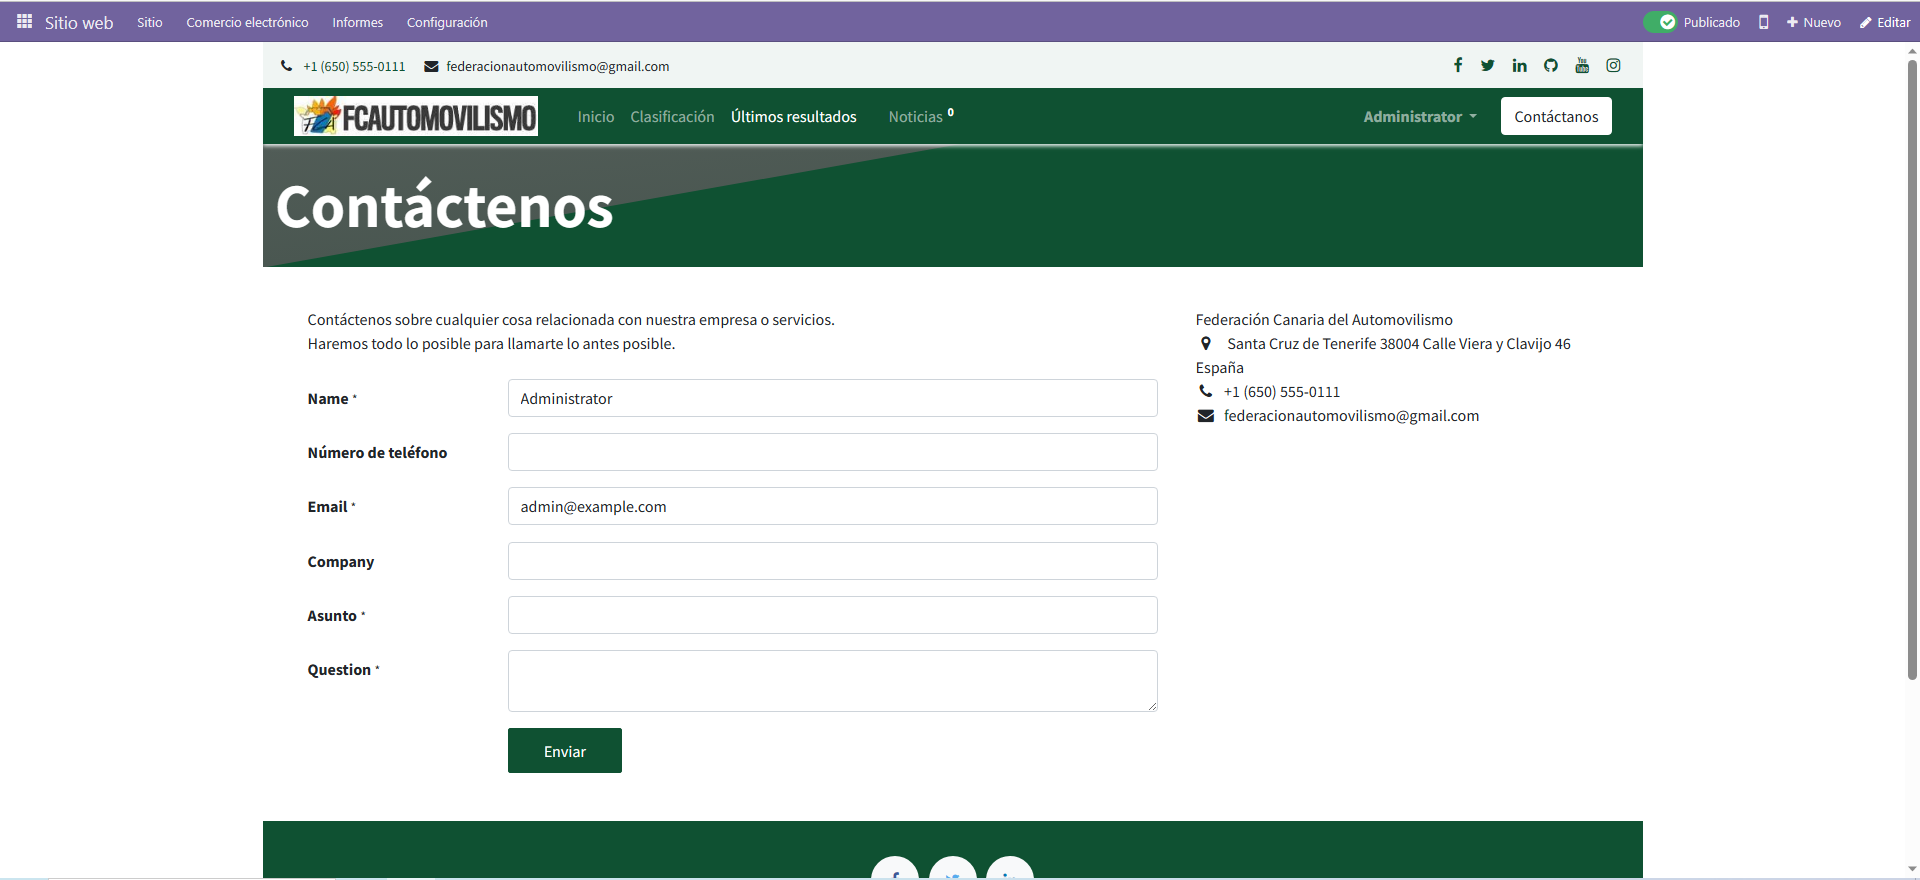 Sitio web Sitio Comercio electrónico Informes Configuración Publicado Nuevo Editar
+1 (650) 555-0111 federacionautomovilismo@gmail.com
FCA FCAUTOMOVILISMO Inicio Clasificación Últimos resultados Noticias 0 Administrator Contáctanos
Contáctenos
Contáctenos sobre cualquier cosa relacionada con nuestra empresa o servicios.
Haremos todo lo posible para llamarte lo antes posible.
Name * Administrator
Número de teléfono
Email * admin@example.com
Company
Asunto *
Question *
Enviar
Federación Canaria del Automovilismo
Santa Cruz de Tenerife 38004 Calle Viera y Clavijo 46
España
+1 (650) 555-0111
federacionautomovilismo@gmail.com